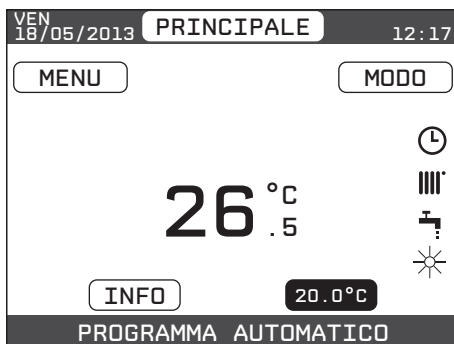 VEN
18/05/2013 PRINCIPALE 12:17
MENU MODO
26.5 °C
INFO 20.0°C
PROGRAMMA AUTOMATICO